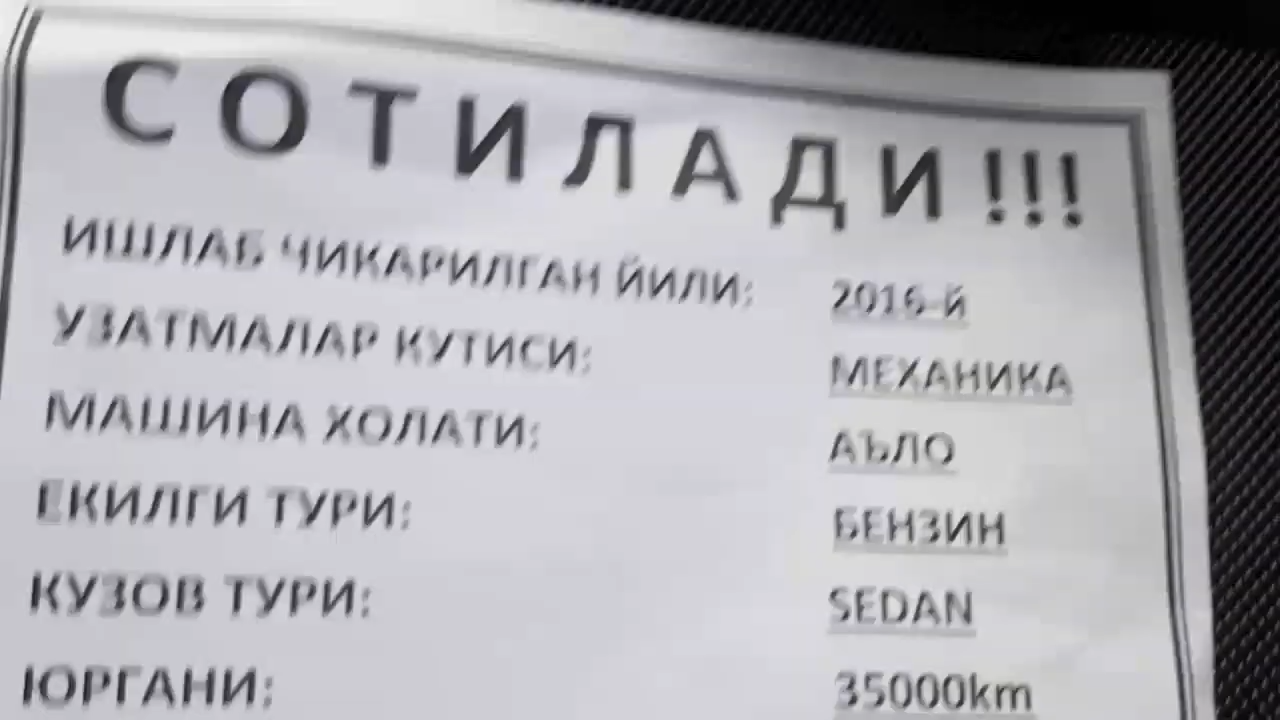 СОТИЛАДИ!!!
ИШЛАБ ЧИКАРИЛГАН ЙИЛИ: 2016-й
УЗАТМАЛАР КУТИСИ: МЕХАНИКА
МАШИНА ХОЛАТИ: АЪЛО
ЕКИЛГИ ТУРИ: БЕНЗИН
КУЗОВ ТУРИ: SEDAN
ЮРГАНИ: 35000km